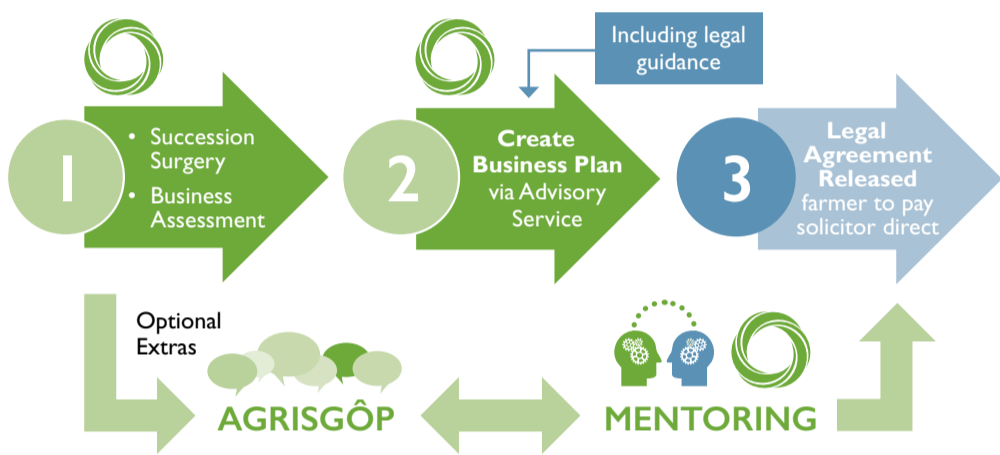 1
• Succession
Surgery
• Business
Assessment
2
Create
Business Plan
via Advisory
Service
Including legal
guidance
3
Legal
Agreement
Released
farmer to pay
solicitor direct
Optional
Extras
AGRISGÔP
MENTORING